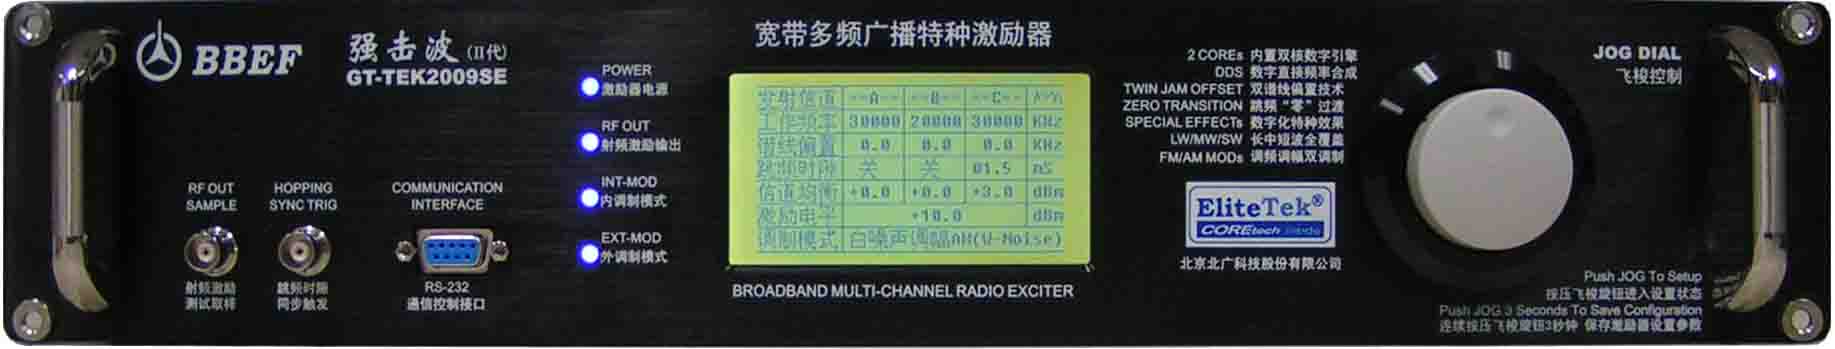 BBEF
强击波(II代)
GT-TEK2009SE
RF OUT
SAMPLE
射频激励
测试取样
HOPPING
SYNC TRIG
跳频时隙
同步触发
COMMUNICATION
INTERFACE
RS-232
通信控制接口
POWER
激励器电源
RF OUT
射频激励输出
INT-MOD
内调制模式
EXT-MOD
外调制模式
宽带多频广播特种激励器
发射信道 --A-- --B-- --C--
工作频率 30000 20000 30000 KHz
谱线偏置 0.0 0.0 0.0 KHz
跳频时隙 关 关 01.5 mS
信道均衡 +0.0 +0.0 +3.0 dBm
激励电平 +10.0 dBm
调制模式 白噪声调幅AM(W-Noise)
BROADBAND MULTI-CHANNEL RADIO EXCITER
2 COREs 内置双核数字引擎
DDS 数字直接频率合成
TWIN JAM OFFSET 双谱线偏置技术
ZERO TRANSITION 跳频“零”过渡
SPECIAL EFFECTs 数字化特种效果
LW/MW/SW 长中短波全覆盖
FM/AM MODs 调频调幅双调制
EliteTek®
COREtech inside
北京北广科技股份有限公司
JOG DIAL
飞梭控制
Push JOG To Setup
按压飞梭旋钮进入设置状态
Push JOG 3 Seconds To Save Configuration
连续按压飞梭旋钮3秒钟 保存激励器设置参数